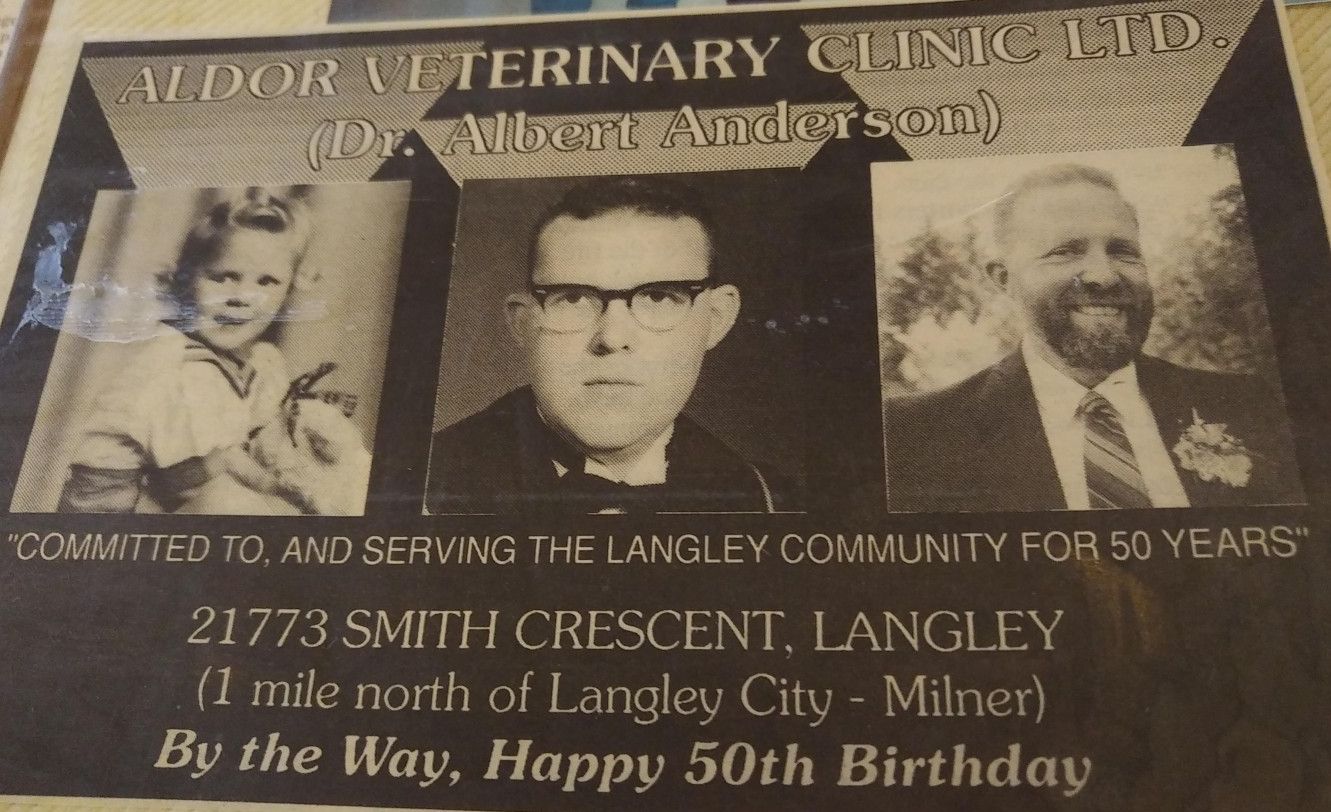 ALDOR VETERINARY CLINIC LTD.
(Dr. Albert Anderson)
"COMMITTED TO, AND SERVING THE LANGLEY COMMUNITY FOR 50 YEARS"
21773 SMITH CRESCENT, LANGLEY
(1 mile north of Langley City - Milner)
By the Way, Happy 50th Birthday